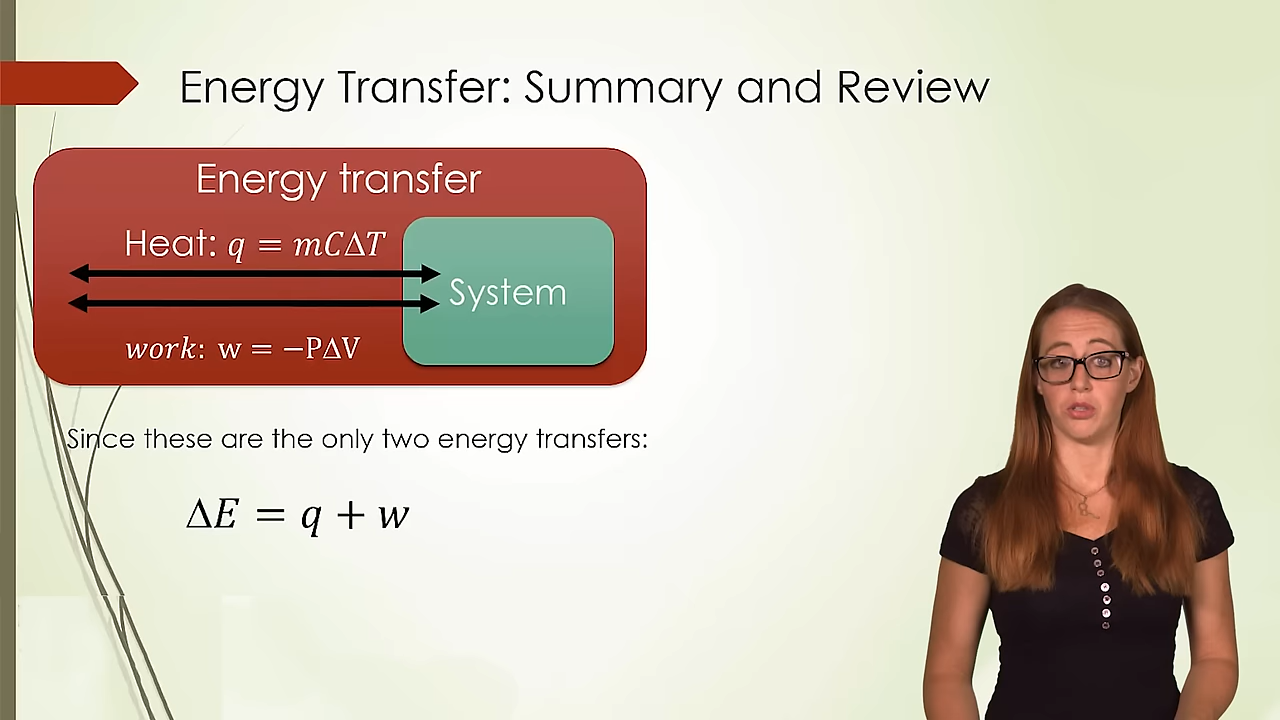 Energy Transfer: Summary and Review
Energy transfer
Heat: q = mCΔT
System
work: w = −PΔV
Since these are the only two energy transfers:
ΔE = q + w